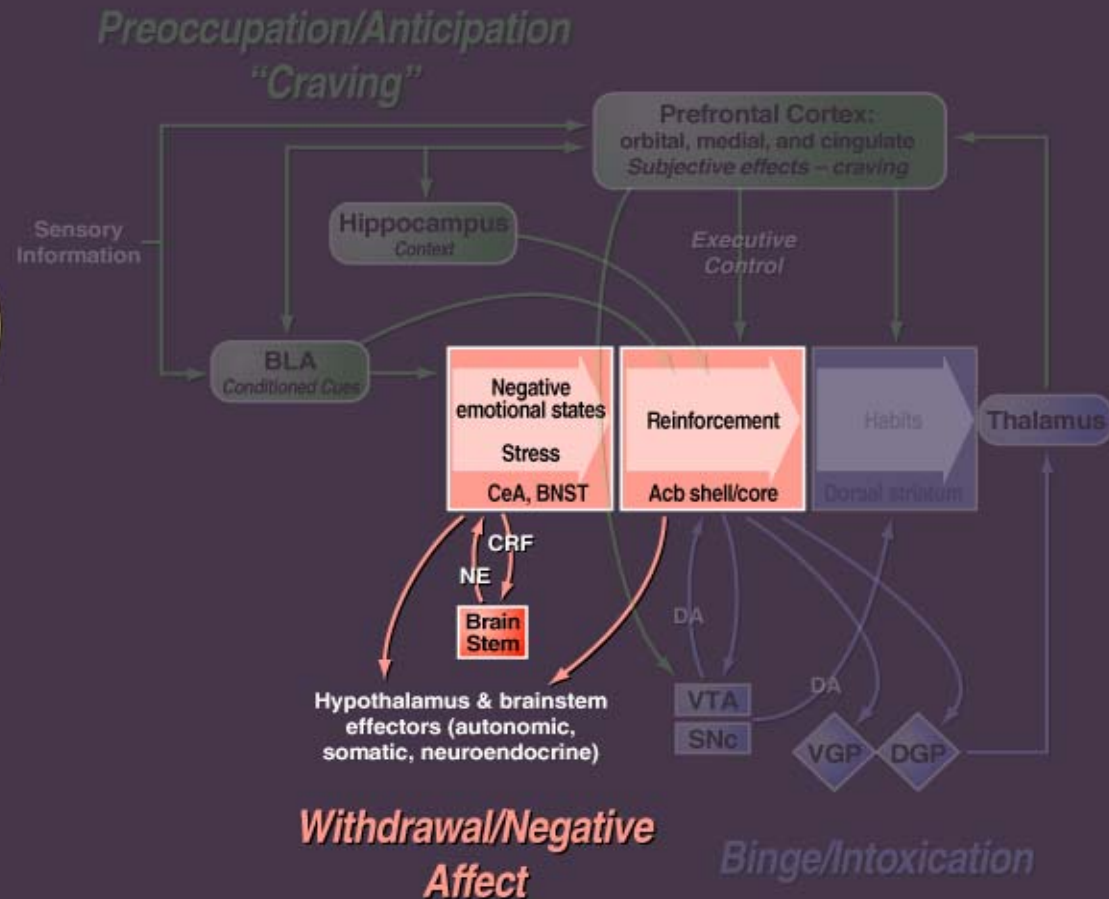 Preoccupation/Anticipation
“Craving”
Prefrontal Cortex:
orbital, medial, and cingulate
Subjective effects – craving
Hippocampus
Context
Sensory
Information
Executive
Control
BLA
Conditioned Cues
Negative
emotional states
Stress
CeA, BNST
Reinforcement
Acb shell/core
Habits
Dorsal striatum
Thalamus
CRF
NE
Brain
Stem
DA
DA
VTA
SNc
VGP
DGP
Hypothalamus & brainstem
effectors (autonomic,
somatic, neuroendocrine)
Withdrawal/Negative
Affect
Binge/Intoxication